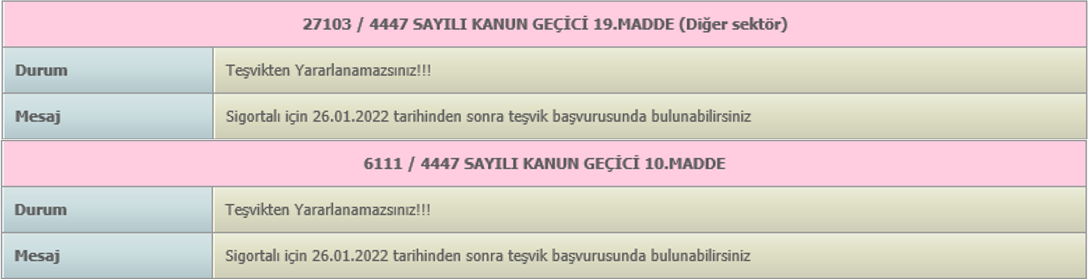 27103 / 4447 SAYILI KANUN GEÇİCİ 19.MADDE (Diğer sektör)
Durum Teşvikten Yararlanamazsınız!!!
Mesaj Sigortalı için 26.01.2022 tarihinden sonra teşvik başvurusunda bulunabilirsiniz
6111 / 4447 SAYILI KANUN GEÇİCİ 10.MADDE
Durum Teşvikten Yararlanamazsınız!!!
Mesaj Sigortalı için 26.01.2022 tarihinden sonra teşvik başvurusunda bulunabilirsiniz